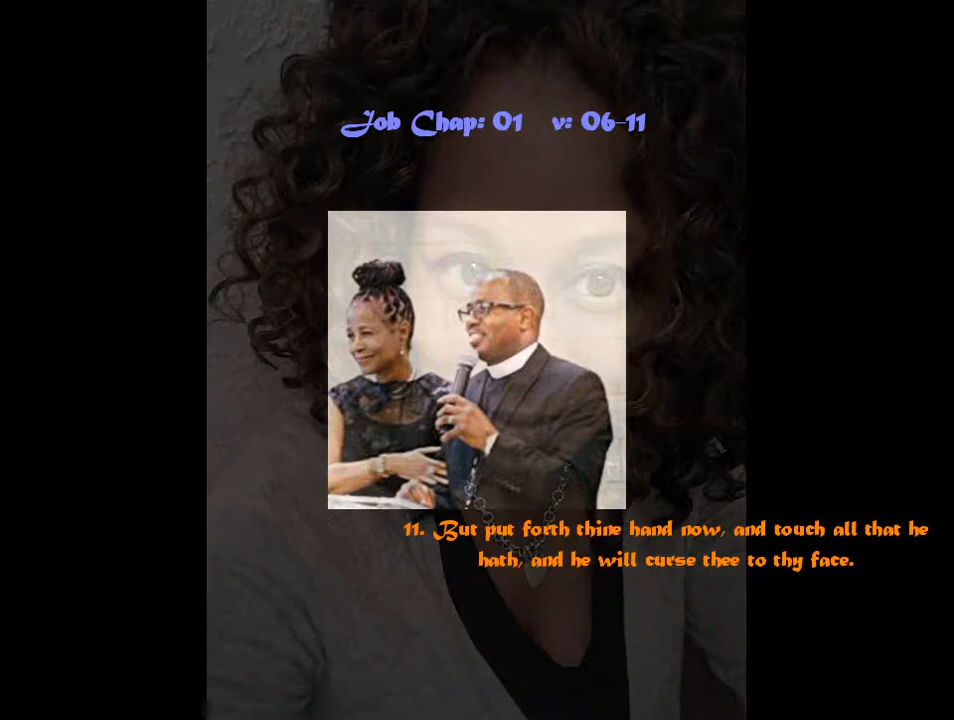 Job Chap: 01 v: 06-11
11. But put forth thine hand now, and touch all that he
hath, and he will curse thee to thy face.